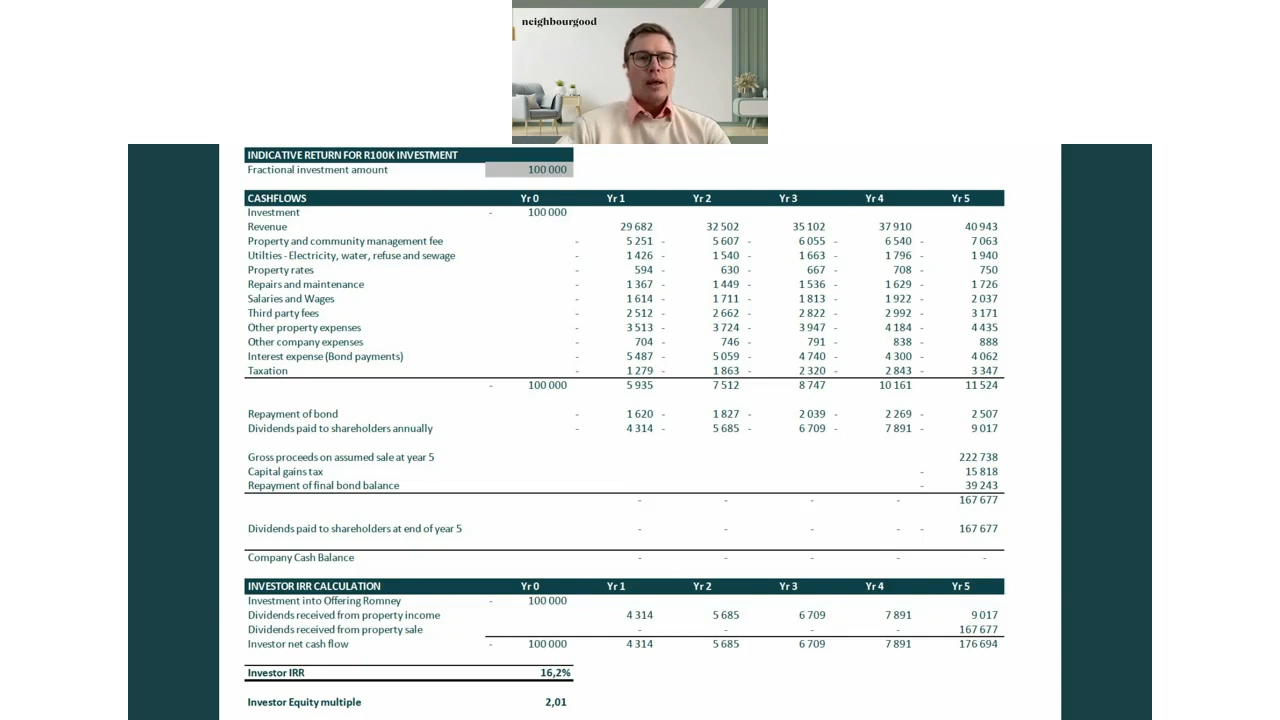 neighbourgood
INDICATIVE RETURN FOR R100K INVESTMENT
Fractional investment amount 100 000
CASHFLOWS Yr 0 Yr 1 Yr 2 Yr 3 Yr 4 Yr 5
Investment - 100 000
Revenue 29 682 32 502 35 102 37 910 40 943
Property and community management fee - 5 251 - 5 607 - 6 055 - 6 540 - 7 063
Utilties - Electricity, water, refuse and sewage - 1 426 - 1 540 - 1 663 - 1 796 - 1 940
Property rates - 594 - 630 - 667 - 708 - 750
Repairs and maintenance - 1 367 - 1 449 - 1 536 - 1 629 - 1 726
Salaries and Wages - 1 614 - 1 711 - 1 813 - 1 922 - 2 037
Third party fees - 2 512 - 2 662 - 2 822 - 2 992 - 3 171
Other property expenses - 3 513 - 3 724 - 3 947 - 4 184 - 4 435
Other company expenses - 704 - 746 - 791 - 838 - 888
Interest expense (Bond payments) - 5 487 - 5 059 - 4 740 - 4 300 - 4 062
Taxation - 1 279 - 1 863 - 2 320 - 2 843 - 3 347
- 100 000 5 935 7 512 8 747 10 161 11 524
Repayment of bond - 1 620 - 1 827 - 2 039 - 2 269 - 2 507
Dividends paid to shareholders annually - 4 314 - 5 685 - 6 709 - 7 891 - 9 017
Gross proceeds on assumed sale at year 5 222 738
Capital gains tax - 15 818
Repayment of final bond balance - 39 243
- - - - 167 677
Dividends paid to shareholders at end of year 5 - - - - - 167 677
Company Cash Balance - - - - -
INVESTOR IRR CALCULATION Yr 0 Yr 1 Yr 2 Yr 3 Yr 4 Yr 5
Investment into Offering Romney - 100 000
Dividends received from property income 4 314 5 685 6 709 7 891 9 017
Dividends received from property sale - - - - 167 677
Investor net cash flow - 100 000 4 314 5 685 6 709 7 891 176 694
Investor IRR 16,2%
Investor Equity multiple 2,01